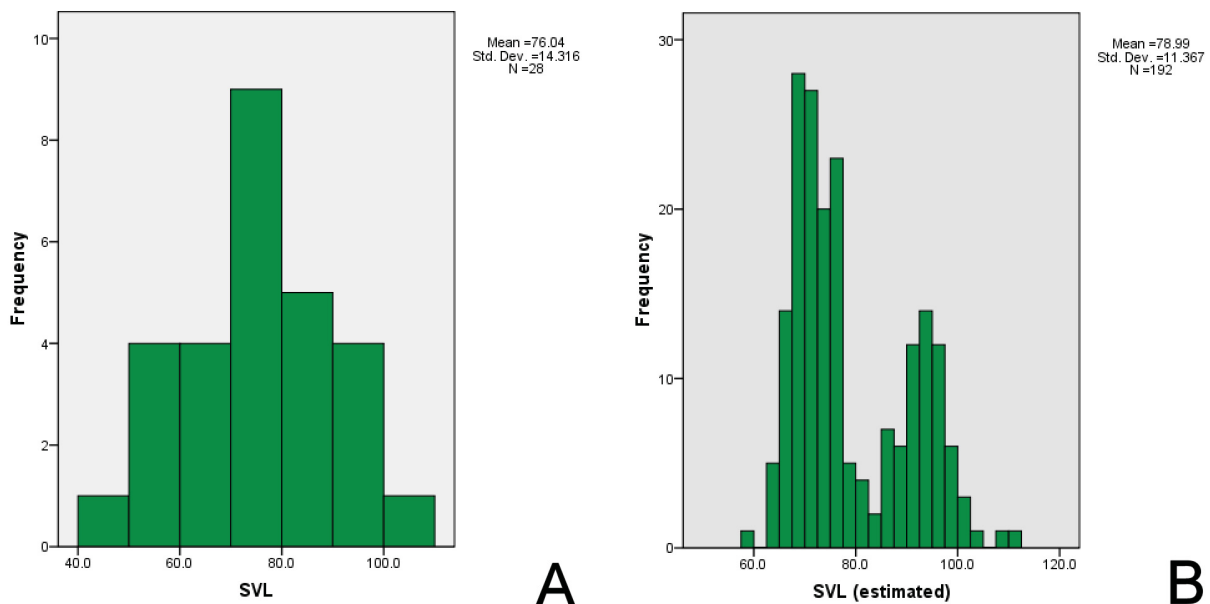 Mean =76.04
Std. Dev. =14.316
N =28
10
8
6
4
2
0
Frequency
40.0 60.0 80.0 100.0
SVL
A
Mean =78.99
Std. Dev. =11.367
N =192
30
20
10
0
Frequency
60.0 80.0 100.0 120.0
SVL (estimated)
B